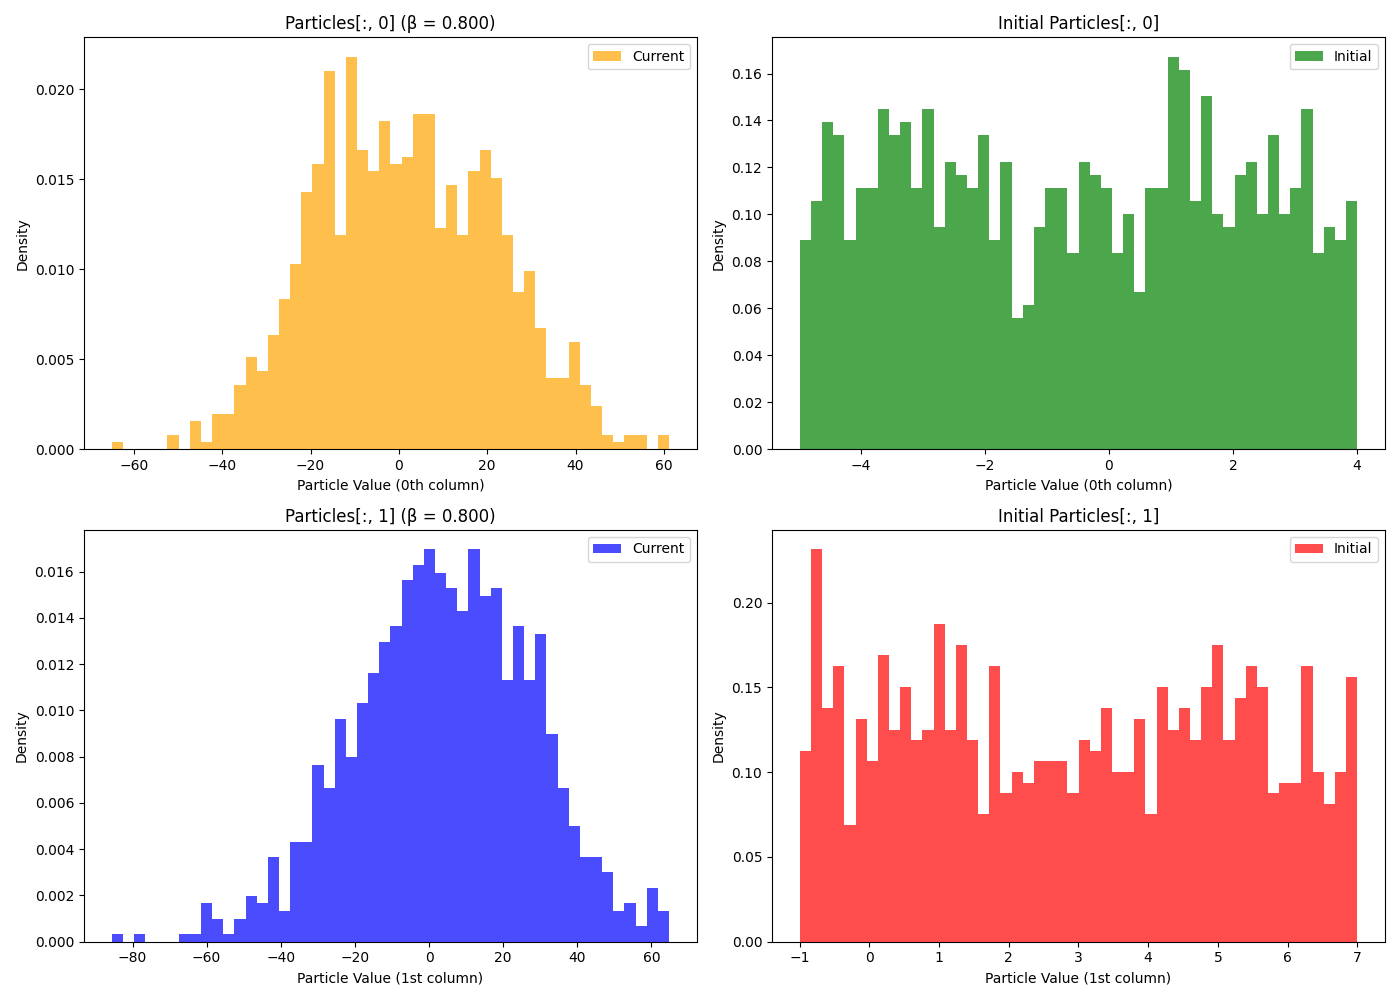 Particles[:, 0] (β = 0.800)
Current
Density
0.020
0.015
0.010
0.005
0.000
−60 −40 −20 0 20 40 60
Particle Value (0th column)
Initial Particles[:, 0]
Initial
Density
0.16
0.14
0.12
0.10
0.08
0.06
0.04
0.02
0.00
−4 −2 0 2 4
Particle Value (0th column)
Particles[:, 1] (β = 0.800)
Current
Density
0.016
0.014
0.012
0.010
0.008
0.006
0.004
0.002
0.000
−80 −60 −40 −20 0 20 40 60
Particle Value (1st column)
Initial Particles[:, 1]
Initial
Density
0.20
0.15
0.10
0.05
0.00
−1 0 1 2 3 4 5 6 7
Particle Value (1st column)